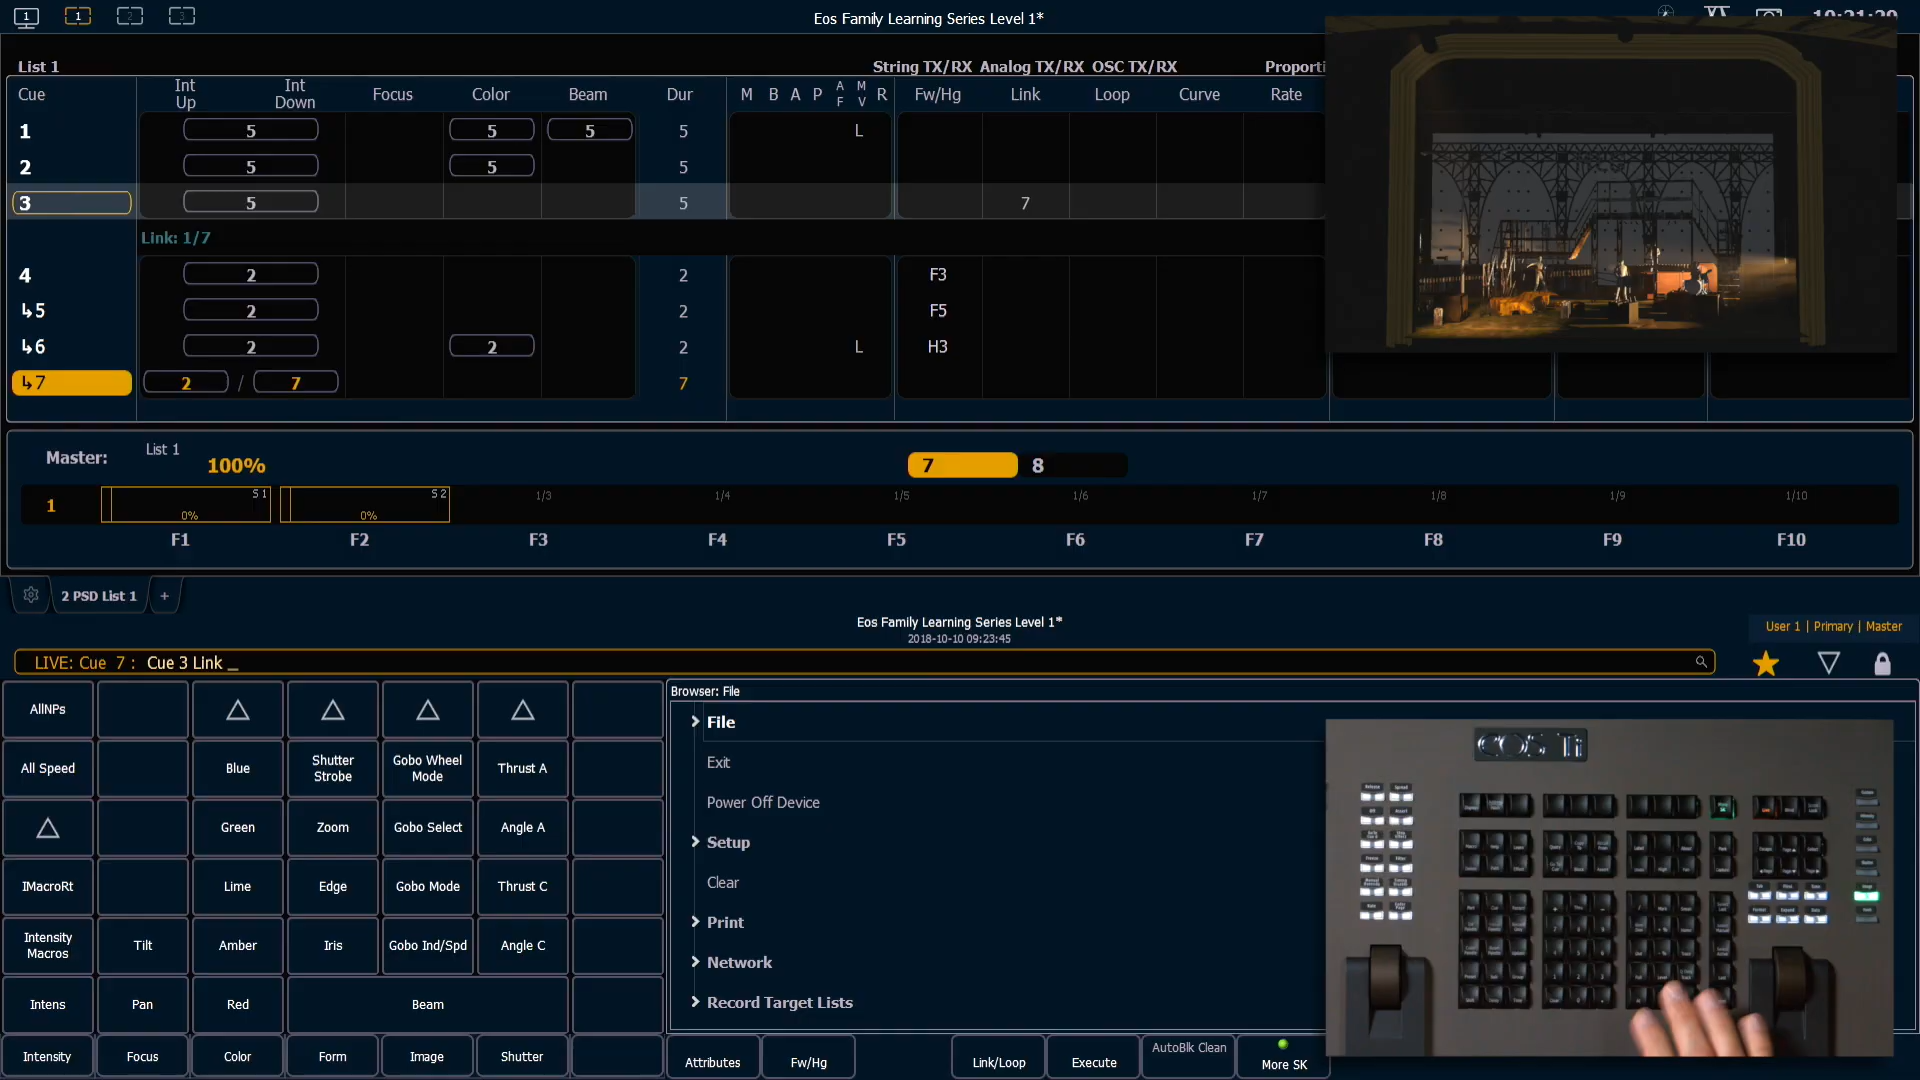 1 1 2 3
Eos Family Learning Series Level 1*
List 1 String TX/RX Analog TX/RX OSC TX/RX Proporti
Cue Int Up Int Down Focus Color Beam Dur M B A P A F M V R Fw/Hg Link Loop Curve Rate
1 5 5 5 5 L
2 5 5 5
3 5 5 7
Link: 1/7
4 2 2 F3
↳5 2 2 F5
↳6 2 2 2 L H3
↳7 2 / 7 7
Master: List 1 100% 7 8
1 S 1 0% S 2 0% 1/3 1/4 1/5 1/6 1/7 1/8 1/9 1/10
F1 F2 F3 F4 F5 F6 F7 F8 F9 F10
2 PSD List 1 +
Eos Family Learning Series Level 1*
2018-10-10 09:23:45
User 1 | Primary | Master
LIVE: Cue 7 : Cue 3 Link _
AllNPs
All Speed Blue Shutter Strobe Gobo Wheel Mode Thrust A
Green Zoom Gobo Select Angle A
IMacroRt Lime Edge Gobo Mode Thrust C
Intensity Macros Tilt Amber Iris Gobo Ind/Spd Angle C
Intens Pan Red Beam
Intensity Focus Color Form Image Shutter
Browser: File
File
Exit
Power Off Device
Setup
Clear
Print
Network
Record Target Lists
Attributes Fw/Hg Link/Loop Execute AutoBlk Clean More SK